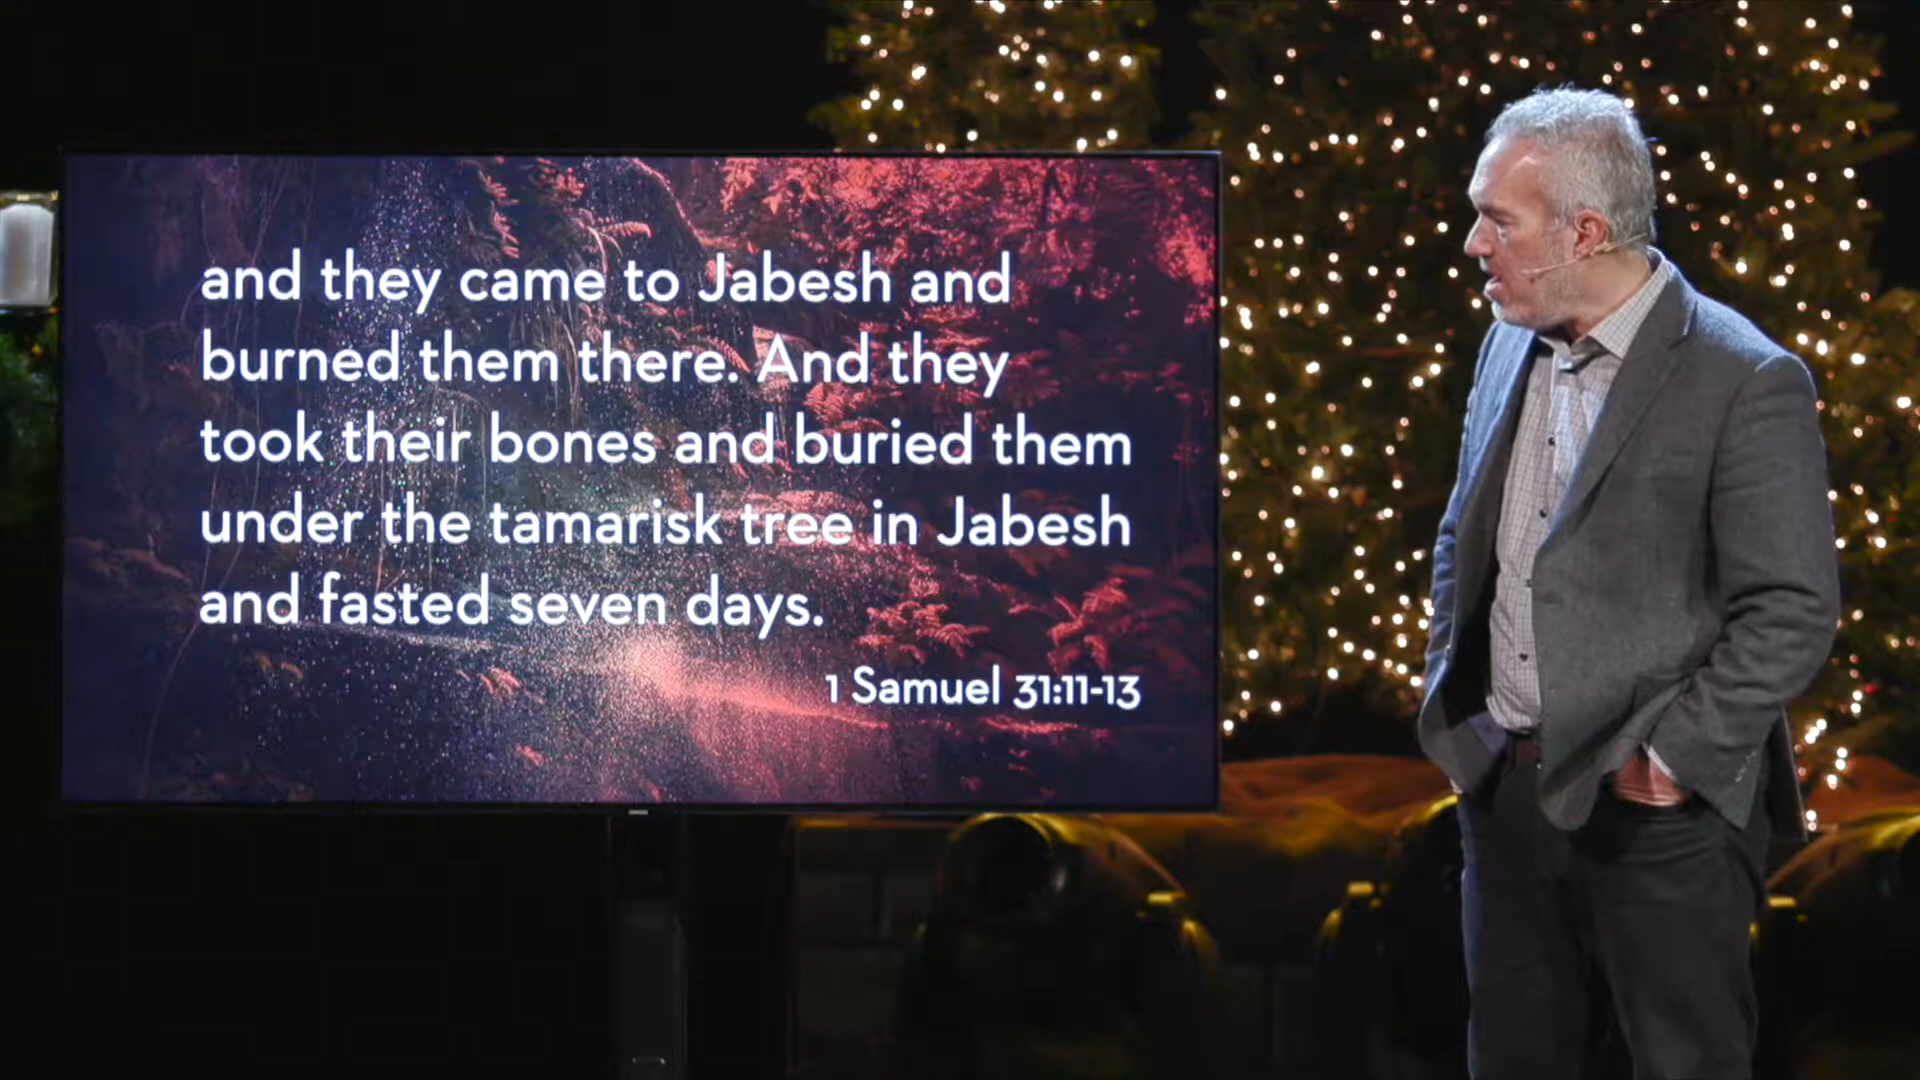 and they came to Jabesh and
burned them there. And they
took their bones and buried them
under the tamarisk tree in Jabesh
and fasted seven days.
1 Samuel 31:11-13